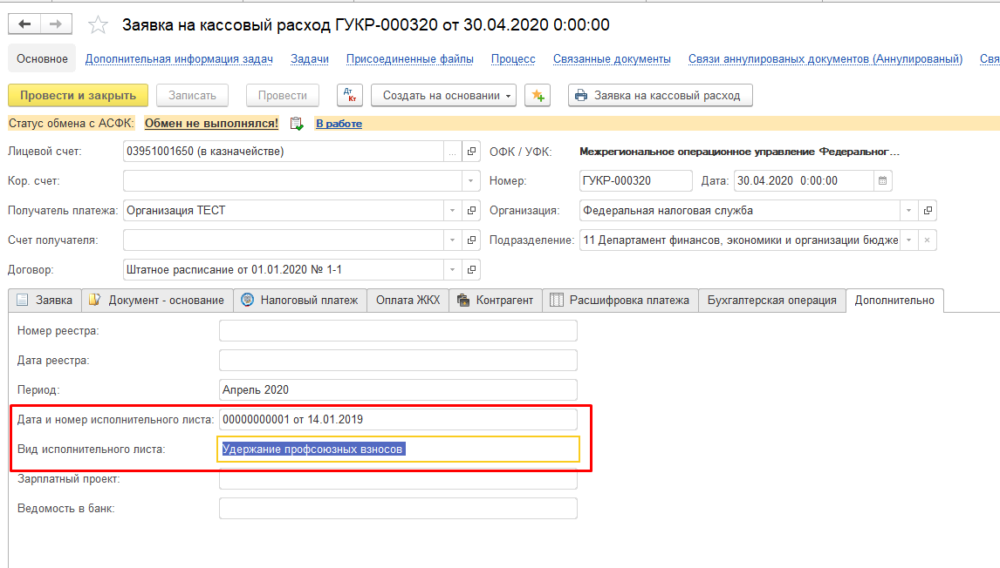 Заявка на кассовый расход ГУКР-000320 от 30.04.2020 0:00:00
Основное Дополнительная информация задач Задачи Присоединенные файлы Процесс Связанные документы Связи аннулированых документов (Аннулированый) Свя
Провести и закрыть Записать Провести Дт Кт Создать на основании Заявка на кассовый расход
Статус обмена с АСФК: Обмен не выполнялся! В работе
Лицевой счет: 03951001650 (в казначействе) ... ОФК / УФК: Межрегиональное операционное управление Федеральног...
Кор. счет: Номер: ГУКР-000320 Дата: 30.04.2020 0:00:00
Получатель платежа: Организация ТЕСТ Организация: Федеральная налоговая служба
Счет получателя: Подразделение: 11 Департамент финансов, экономики и организации бюдже
Договор: Штатное расписание от 01.01.2020 № 1-1
Заявка Документ - основание Налоговый платеж Оплата ЖКХ Контрагент Расшифровка платежа Бухгалтерская операция Дополнительно
Номер реестра:
Дата реестра:
Период: Апрель 2020
Дата и номер исполнительного листа: 00000000001 от 14.01.2019
Вид исполнительного листа: Удержание профсоюзных взносов
Зарплатный проект:
Ведомость в банк: